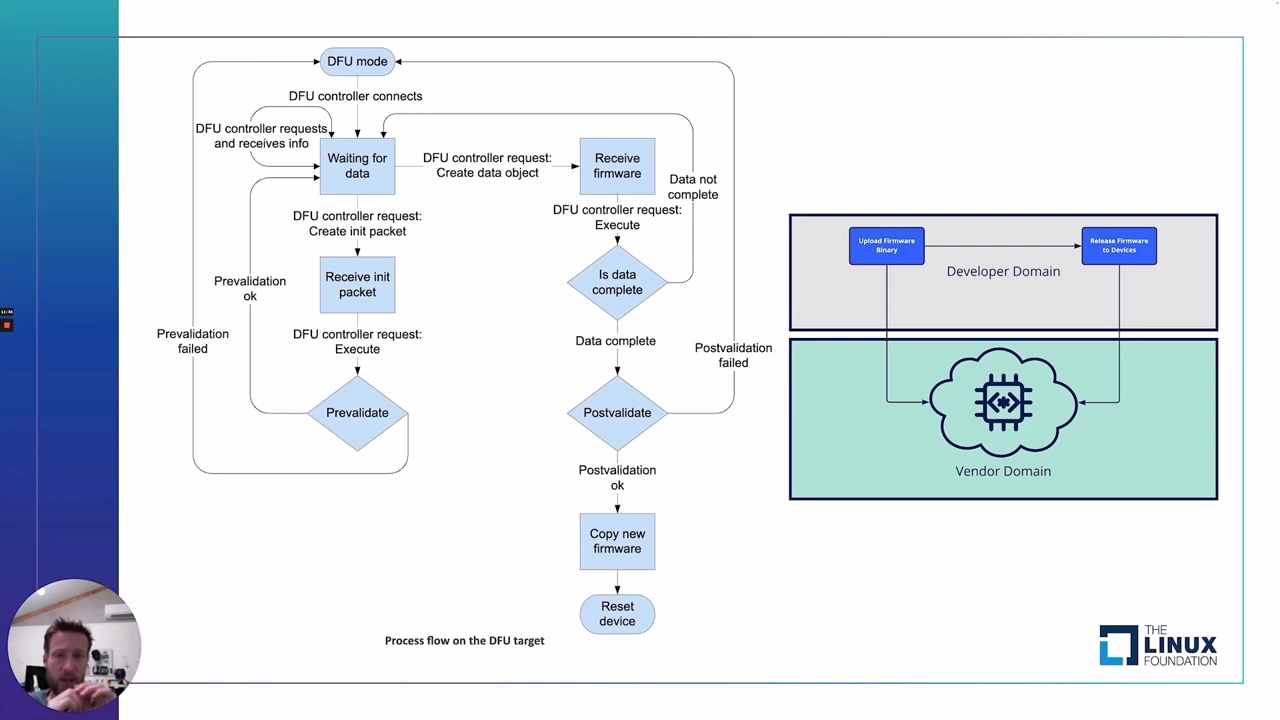 DFU mode
DFU controller connects
DFU controller requests
and receives info
Waiting for
data
DFU controller request:
Create data object
Receive
firmware
Data not
complete
DFU controller request:
Create init packet
DFU controller request:
Execute
Receive init
packet
Is data
complete
Prevalidation
ok
Prevalidation
failed
DFU controller request:
Execute
Data complete
Postvalidation
failed
Prevalidate
Postvalidate
Postvalidation
ok
Copy new
firmware
Reset
device
Process flow on the DFU target
Upload Firmware
Binary
Release Firmware
to Devices
Developer Domain
Vendor Domain
THE
LINUX
FOUNDATION